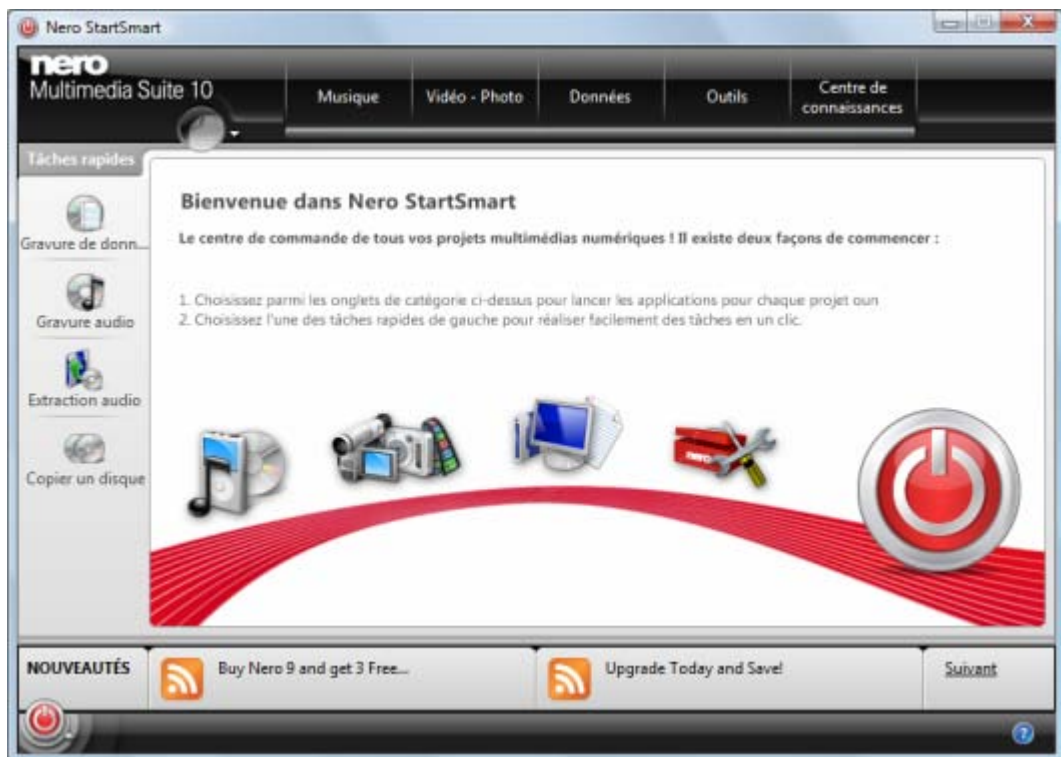 Nero StartSmart
nero
Multimedia Suite 10
Musique
Vidéo - Photo
Données
Outils
Centre de
connaissances
Tâches rapides
Gravure de donn...
Gravure audio
Extraction audio
Copier un disque
Bienvenue dans Nero StartSmart
Le centre de commande de tous vos projets multimédias numériques ! Il existe deux façons de commencer :
1. Choisissez parmi les onglets de catégorie ci-dessus pour lancer les applications pour chaque projet oun
2. Choisissez l'une des tâches rapides de gauche pour réaliser facilement des tâches en un clic.
nero
NOUVEAUTÉS
Buy Nero 9 and get 3 Free...
Upgrade Today and Save!
Suivant